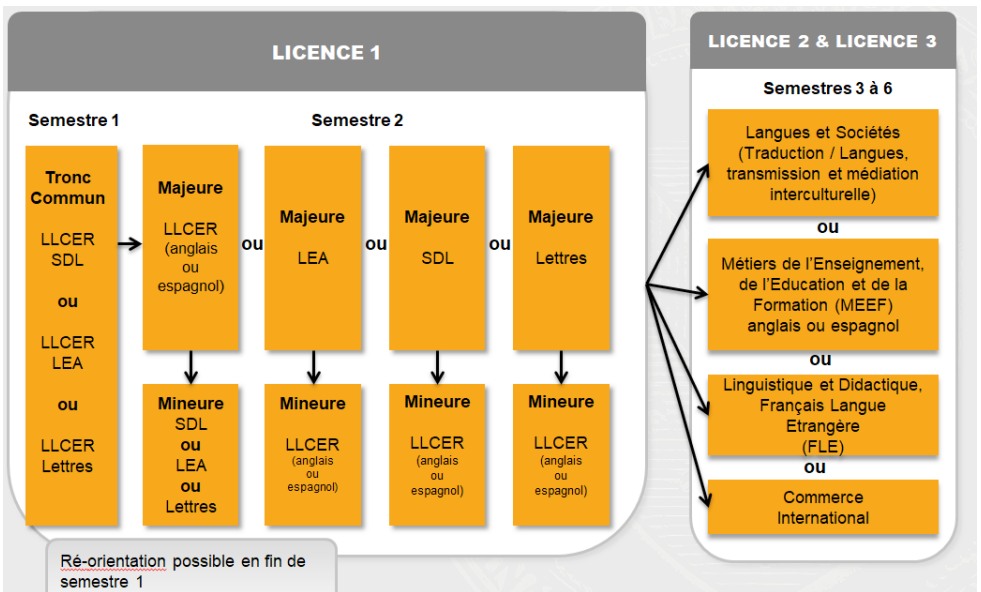 LICENCE 1
Semestre 1
Semestre 2
Tronc
Commun
LLCER
SDL
ou
LLCER
LEA
ou
LLCER
Lettres
Majeure
LLCER
(anglais
ou
espagnol)
ou
Majeure
LEA
ou
Majeure
SDL
ou
Majeure
Lettres
Mineure
SDL
ou
LEA
ou
Lettres
Mineure
LLCER
(anglais
ou
espagnol)
Mineure
LLCER
(anglais
ou
espagnol)
Mineure
LLCER
(anglais
ou
espagnol)
Ré-orientation possible en fin de
semestre 1
LICENCE 2 & LICENCE 3
Semestres 3 à 6
Langues et Sociétés
(Traduction / Langues,
transmission et médiation
interculturelle)
ou
Métiers de l'Enseignement,
de l'Education et de la
Formation (MEEF)
anglais ou espagnol
ou
Linguistique et Didactique,
Français Langue
Etrangère
(FLE)
ou
Commerce
International